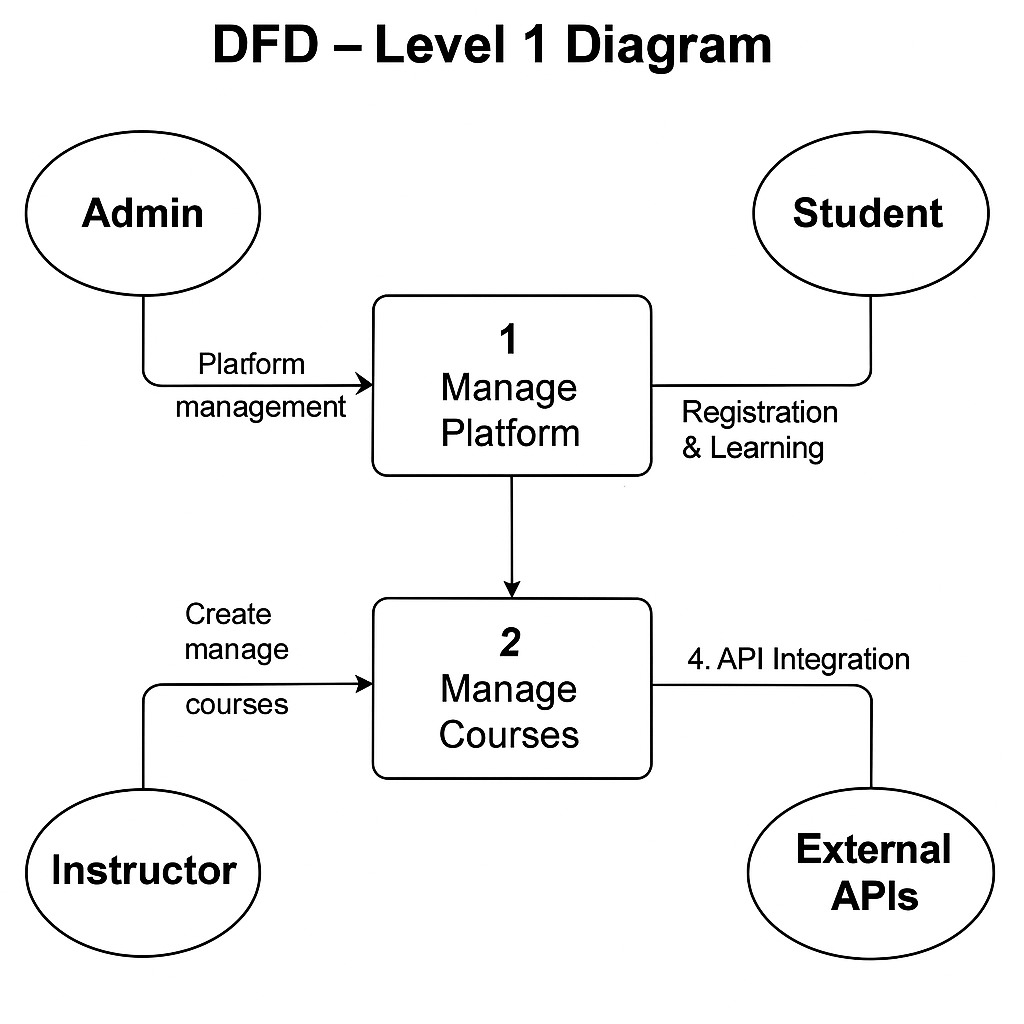 DFD – Level 1 Diagram
Admin
Student
Plarform
management
1
Manage
Platform
Registration
& Learning
Create
manage
courses
2
Manage
Courses
4. API Integration
Instructor
External
APIs